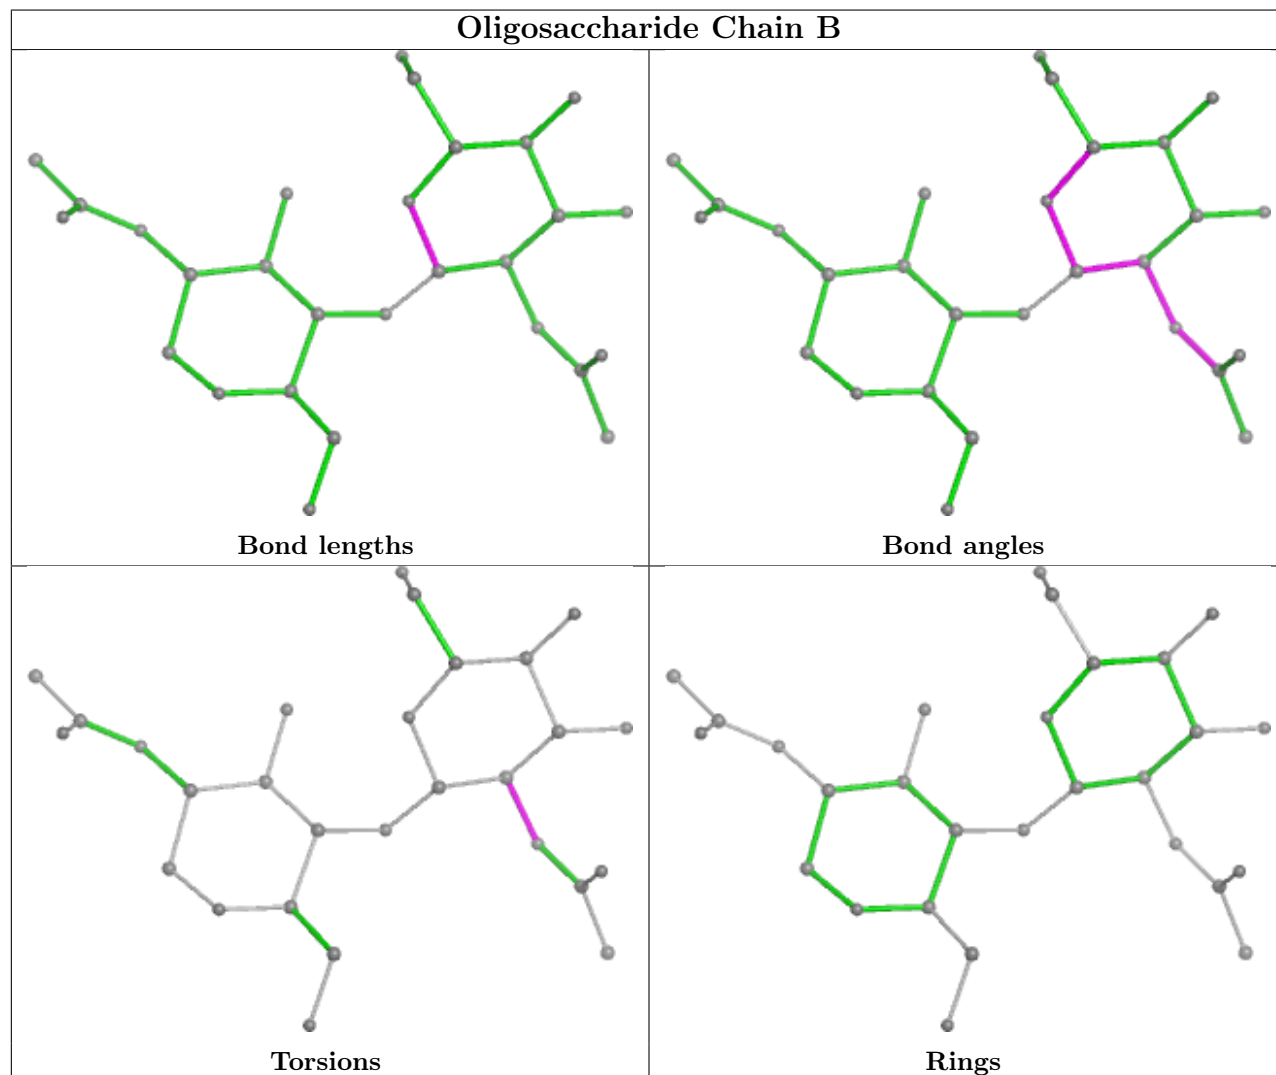 Oligosaccharide Chain B
Bond lengths
Bond angles
Torsions
Rings